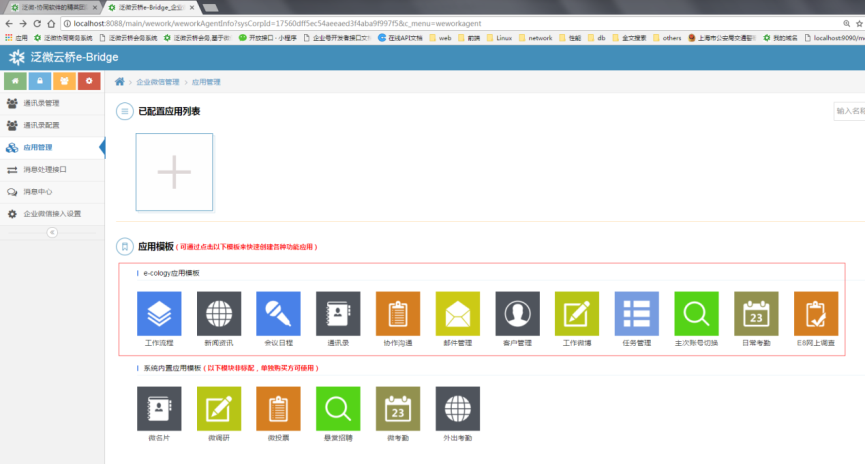 泛微-协同软件的领军团
泛微云桥e-Bridge_企业
localhost:8088/main/wework/weworkAgentInfo?sysCorpId=17560dff5ec54aeeaed3f4aba9f997f5&c_menu=weworkagent
应用 泛微协同商务系统 泛微云桥会务系统 泛微云桥会务,基于微 开放接口 - 小程序 企业号开发者接口文 在线API文档 web 前端 Linux network 性能 db 全文搜索 others 上海市公安局交通 我的域名 localhost:9090/m
泛微云桥e-Bridge
企业微信管理 › 应用管理
通讯录管理
通讯录配置
应用管理
消息处理接口
消息中心
企业微信接入设置
已配置应用列表
输入名称
应用模板 ( 可通过点击以下模板来快速创建各种功能应用 )
e-cology应用模板
工作流程 新闻资讯 会议日程 通讯录 协作沟通 邮件管理 客户管理 工作微博 任务管理 主次账号切换 日常考勤 E8网上调查
23
系统内置应用模板 ( 以下模块非标配，单独购买方可使用 )
微名片 微调研 微投票 悬赏招聘 微考勤 外出考勤
23